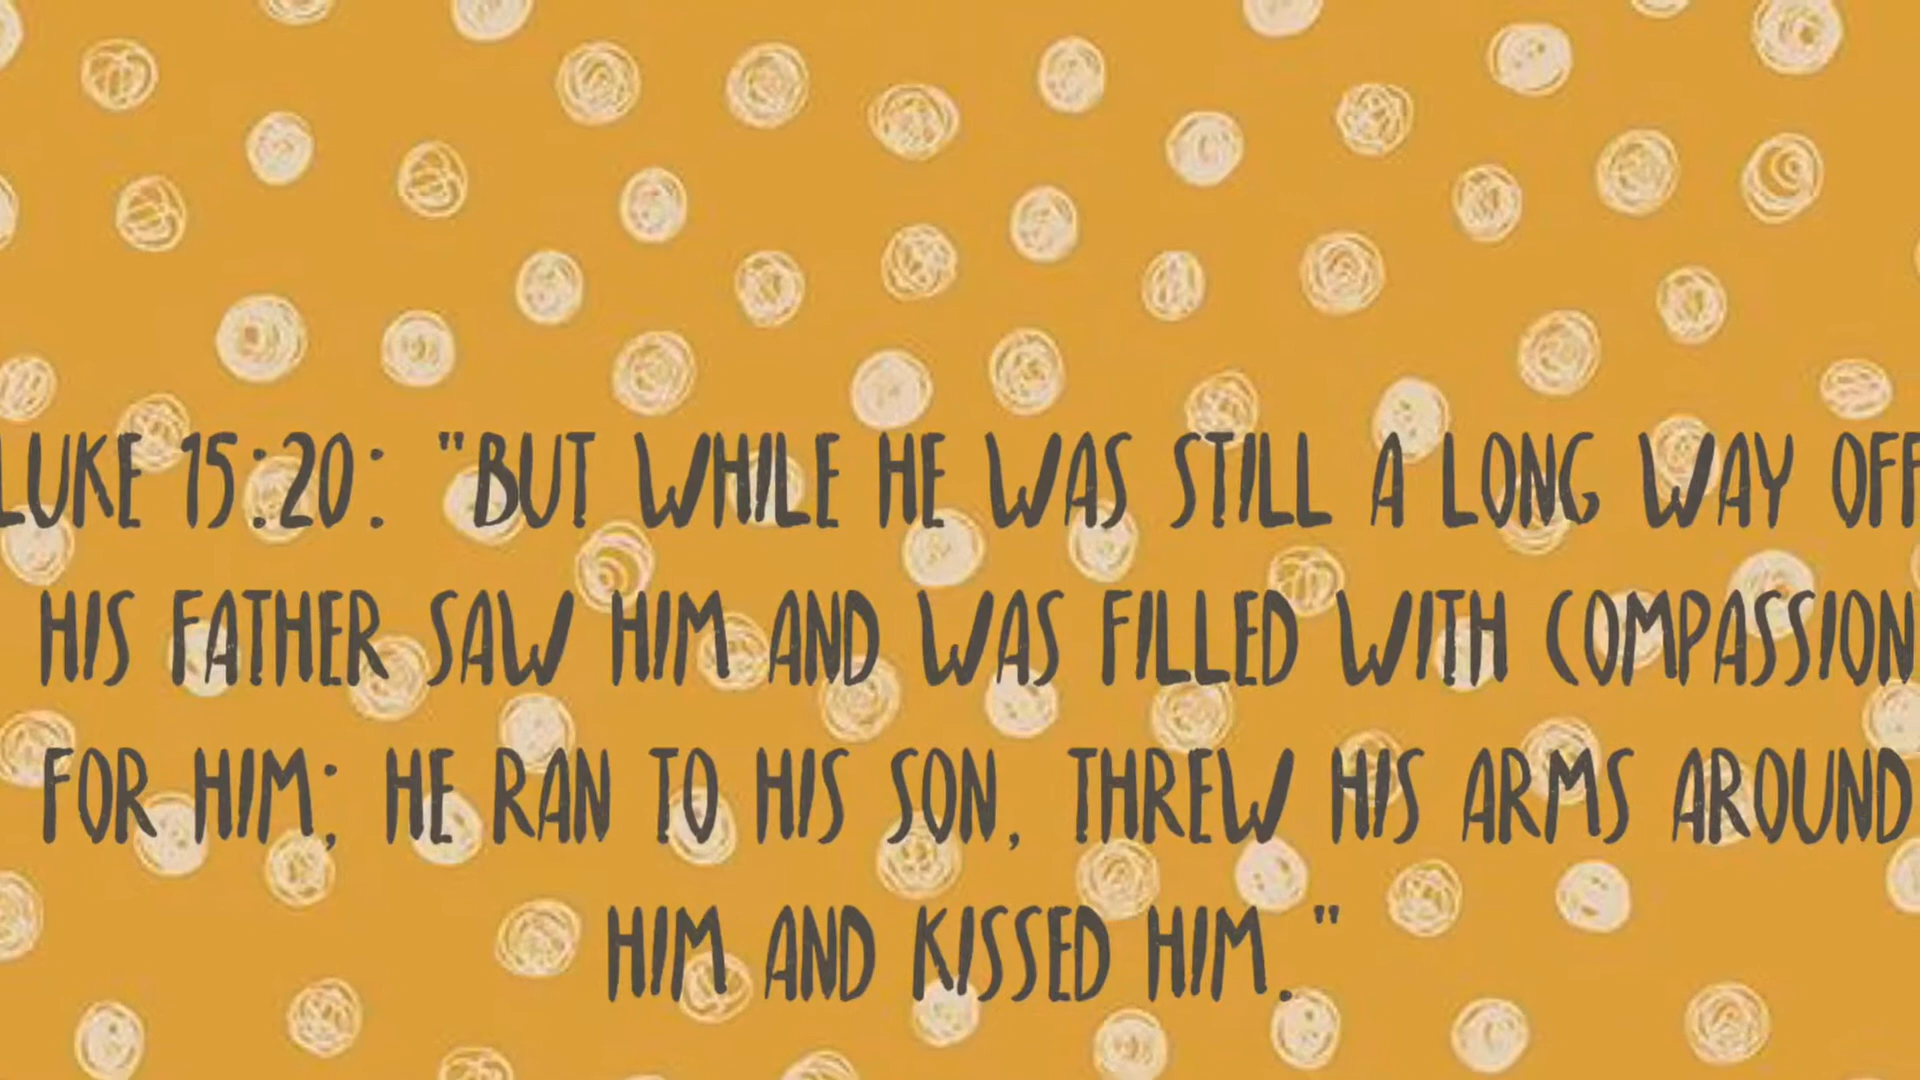 LUKE 15:20: "BUT WHILE HE WAS STILL A LONG WAY OFF
HIS FATHER SAW HIM AND WAS FILLED WITH COMPASSION
FOR HIM; HE RAN TO HIS SON, THREW HIS ARMS AROUND
HIM AND KISSED HIM."